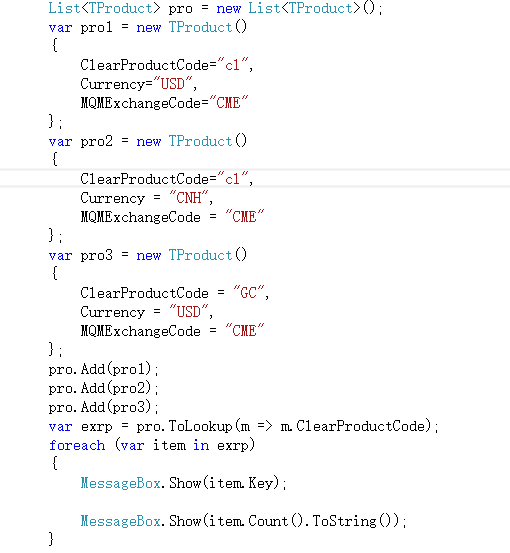 List<TProduct> pro = new List<TProduct>();
var pro1 = new TProduct()
{
ClearProductCode="c1",
Currency="USD",
MQMExchangeCode="CME"
};
var pro2 = new TProduct()
{
ClearProductCode="c1",
Currency = "CNH",
MQMExchangeCode = "CME"
};
var pro3 = new TProduct()
{
ClearProductCode = "GC",
Currency = "USD",
MQMExchangeCode = "CME"
};
pro.Add(pro1);
pro.Add(pro2);
pro.Add(pro3);
var exrp = pro.ToLookup(m => m.ClearProductCode);
foreach (var item in exrp)
{
MessageBox.Show(item.Key);
MessageBox.Show(item.Count().ToString());
}